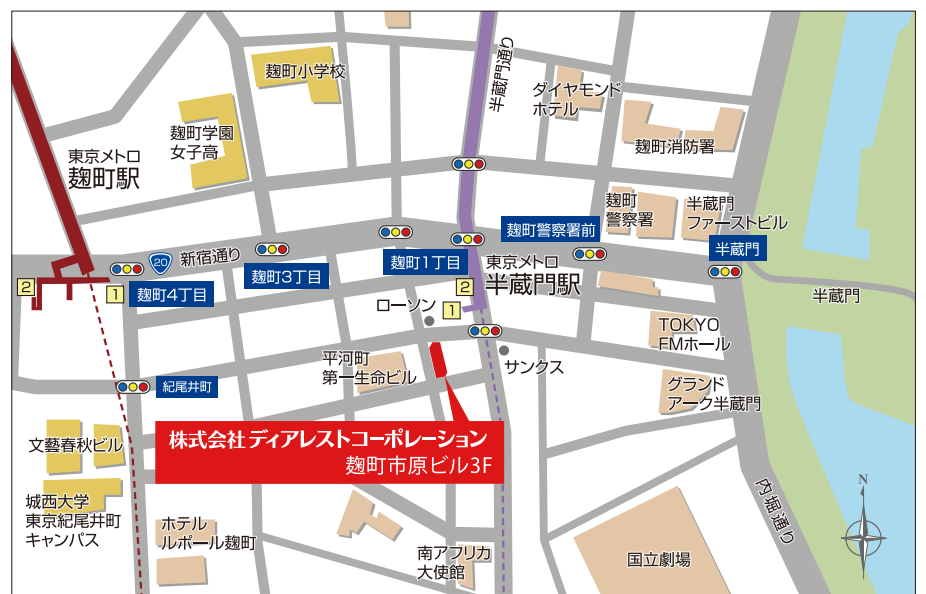 麹町小学校
半蔵門通り
ダイヤモンド
ホテル
麹町学園
女子高
麹町消防署
東京メトロ
麹町駅
麹町
警察署
半蔵門
ファーストビル
麹町警察署前
半蔵門
新宿通り
20
麹町3丁目
麹町1丁目
東京メトロ
半蔵門駅
2
1
麹町4丁目
2
1
ローソン
半蔵門
TOKYO
FMホール
平河町
第一生命ビル
サンクス
紀尾井町
グランド
アーク半蔵門
株式会社 ディアレストコーポレーション
麹町市原ビル3F
文藝春秋ビル
城西大学
東京紀尾井町
キャンパス
ホテル
ルポール麹町
南アフリカ
大使館
国立劇場
内堀通り
N